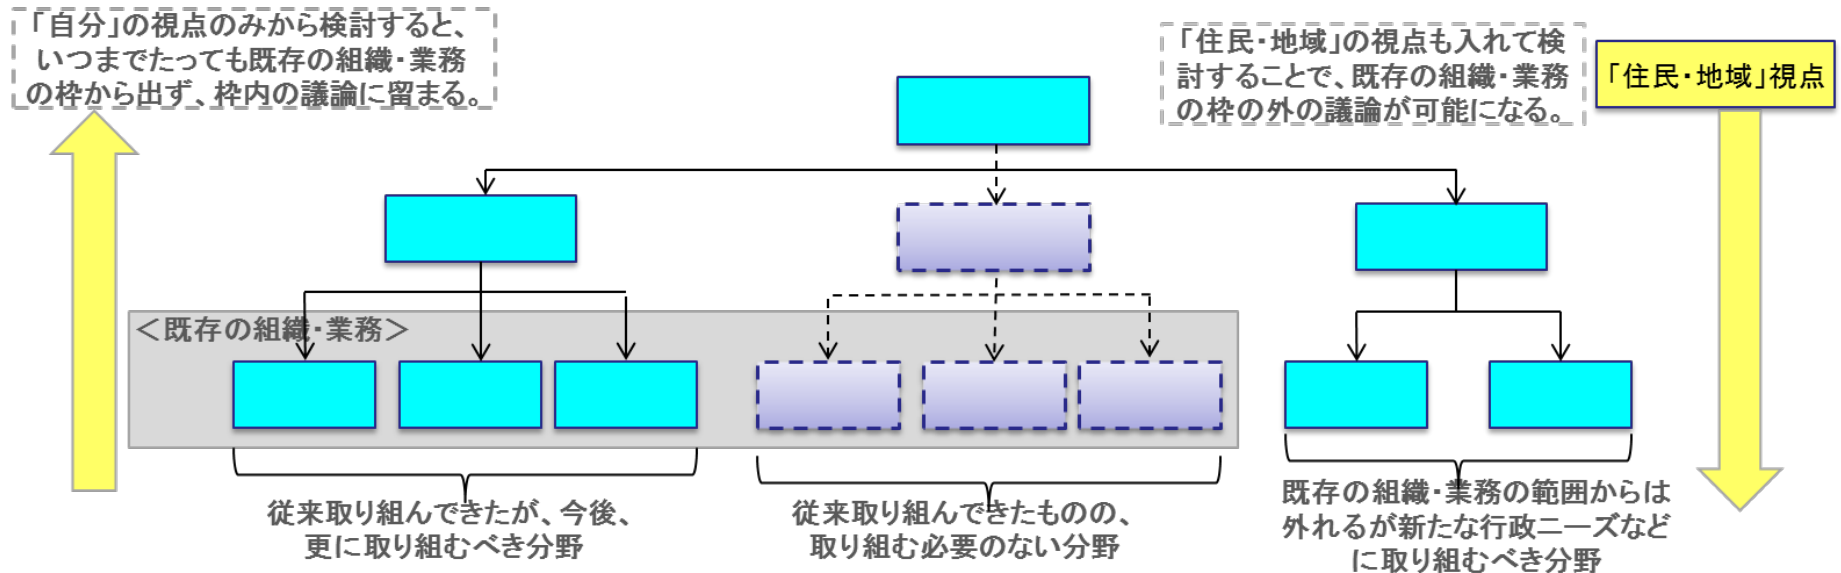 「自分」の視点のみから検討すると、
いつまでたっても既存の組織・業務
の枠から出ず、枠内の議論に留まる。
「住民・地域」の視点も入れて検
討することで、既存の組織・業務
の枠の外の議論が可能になる。
「住民・地域」視点
＜既存の組織・業務＞
従来取り組んできたが、今後、
更に取り組むべき分野
従来取り組んできたものの、
取り組む必要のない分野
既存の組織・業務の範囲からは
外れるが新たな行政ニーズなど
に取り組むべき分野